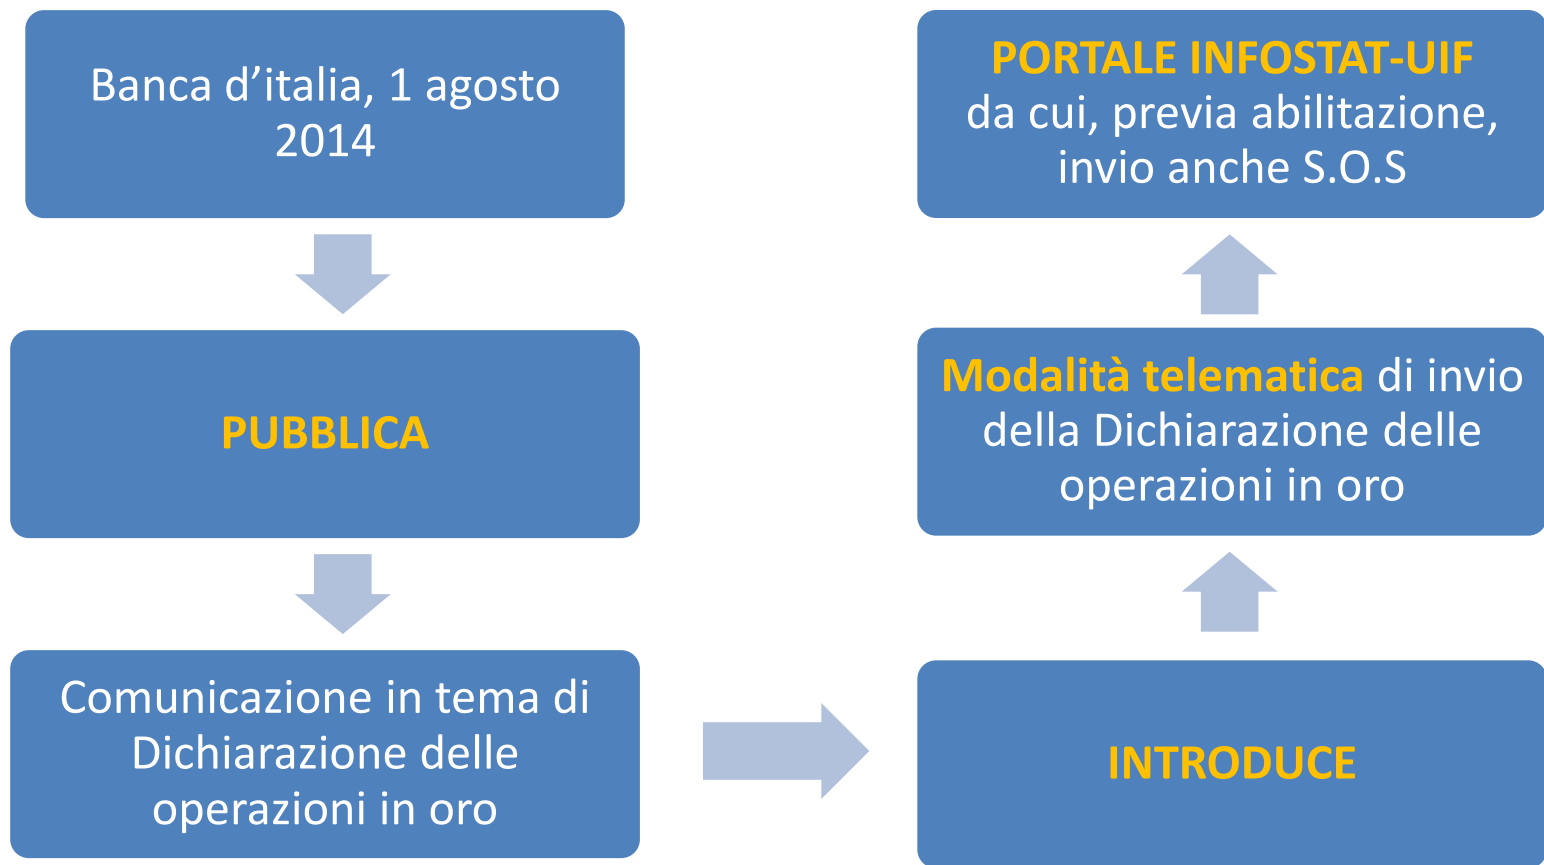 Banca d’italia, 1 agosto
2014
PUBBLICA
Comunicazione in tema di
Dichiarazione delle
operazioni in oro
INTRODUCE
Modalità telematica di invio
della Dichiarazione delle
operazioni in oro
PORTALE INFOSTAT-UIF
da cui, previa abilitazione,
invio anche S.O.S